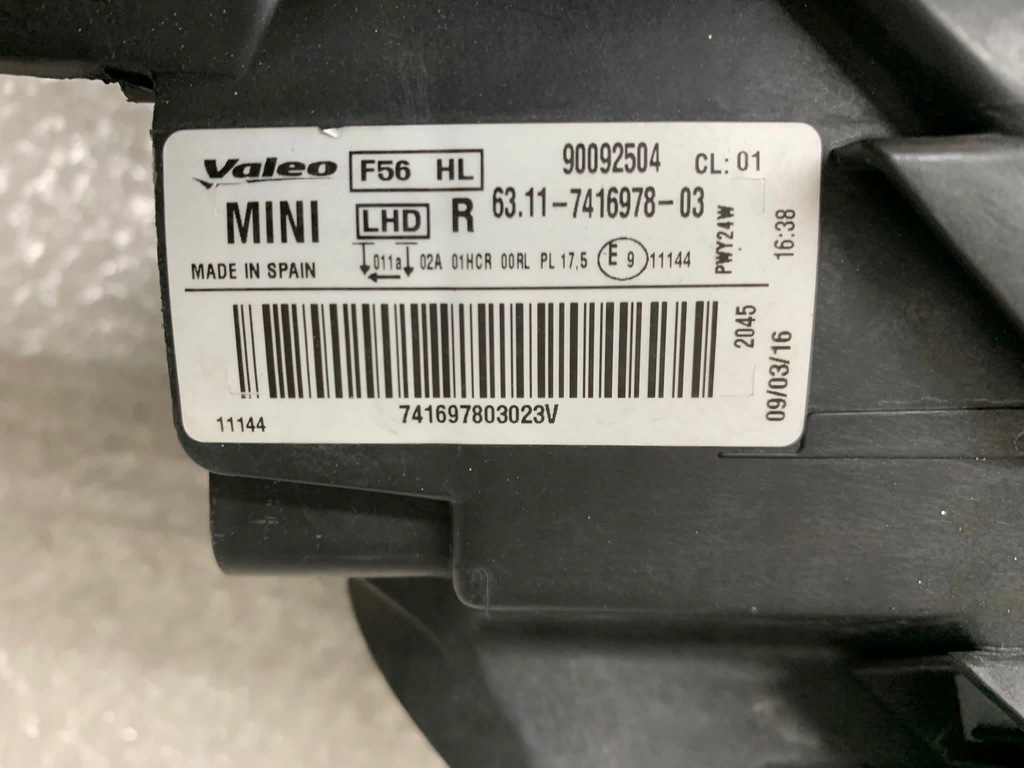 Valeo F56 HL 90092504 CL: 01
MINI LHD R 63.11-7416978-03
MADE IN SPAIN 011a 02A 01HCR 00RL PL 17,5 E 9 11144
PWY24W
16:38
2045
09/03/16
741697803023V
11144